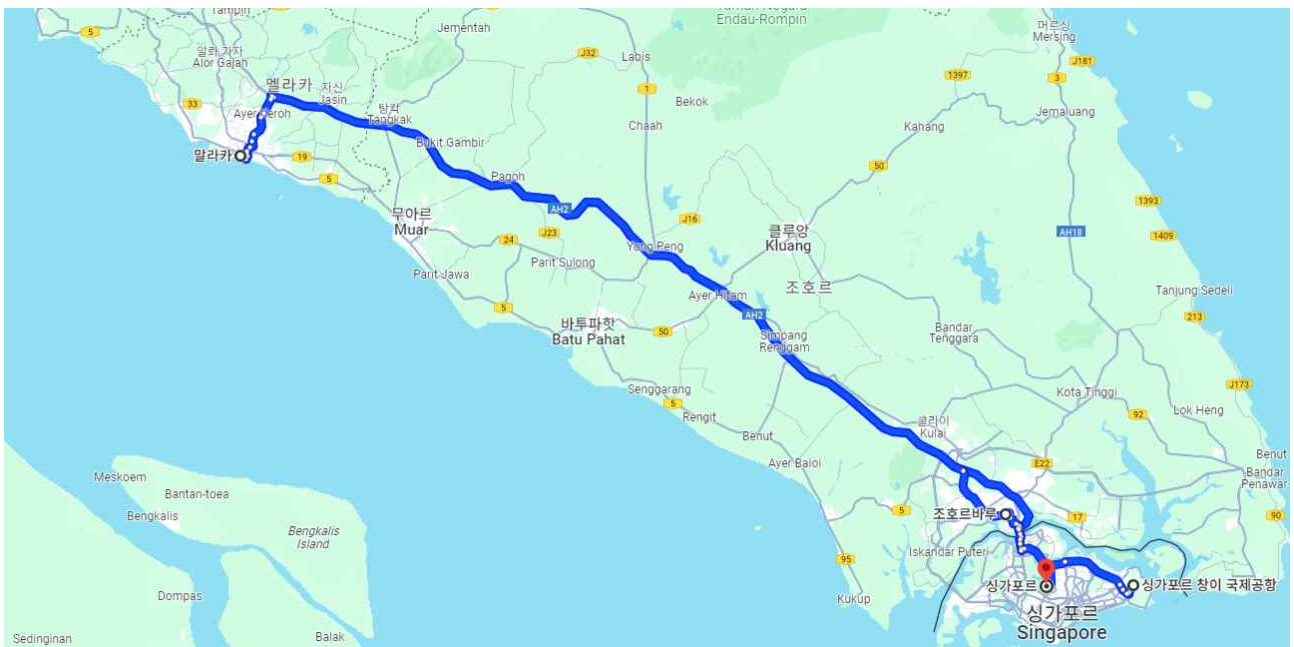 Tampin
Jementah
Taman Negara
Endau-Rompin
머르싱
Mersing
5
알롸 가자
Alor Gajah
J32
Labis
J181
1397
3
1
멜라카
자신
Jasin
Bekok
33
Ayer Keroh
탕칵
Tangkak
Jemaluang
Chaah
Kahang
Bukit Gambir
말라카
19
50
5
Pagoh
AH2
1393
무아르
Muar
J16
J23
클루앙
Kluang
AH18
24
Yong Peng
1409
Parit Sulong
Parit Jawa
조호르
Tanjung Sedeli
Ayer Hitam
5
AH2
213
바투파핫
Batu Pahat
50
Simpang
Renggam
Bandar
Tenggara
Senggarang
J173
5
Rengit
Kota Tinggi
92
Lok Heng
쿨라이
Kulai
Benut
Benut
Ayer Baloi
E22
Bandar
Penawar
Meskoem
Bantan-toea
Bengkalis
Bengkalis
Island
5
조호르바루
17
90
Iskandar Puteri
95
싱가포르
싱가포르 창이 국제공항
Dompas
Kukup
싱가포르
Singapore
Sedinginan
Balak